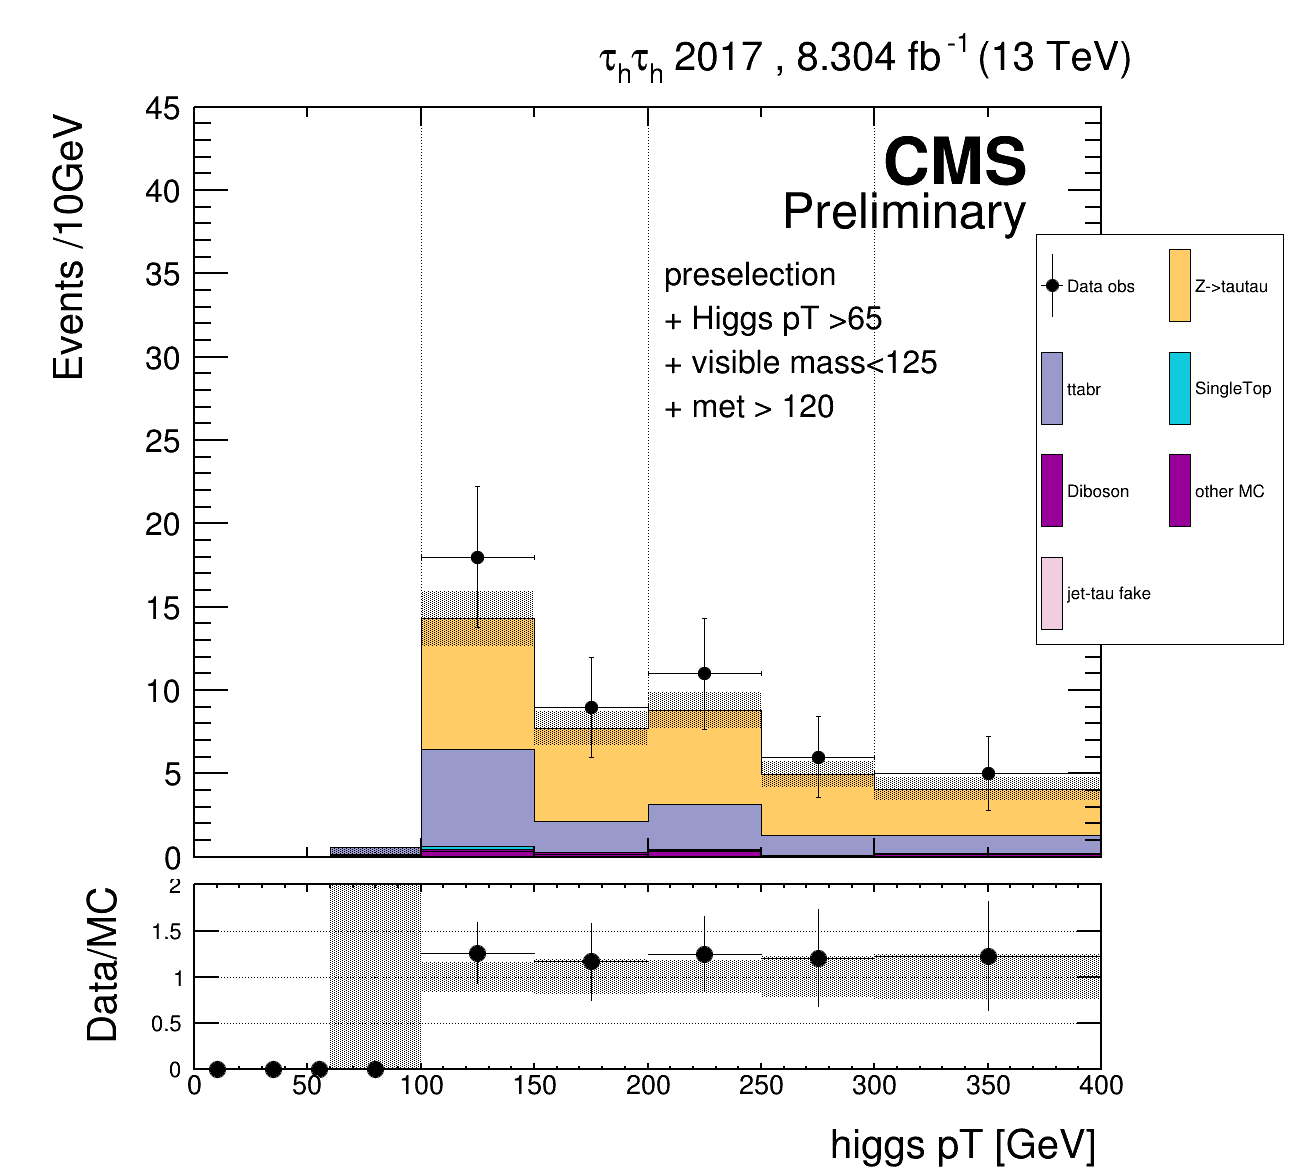 τhτh 2017 , 8.304 fb-1 (13 TeV)
Events /10GeV
45
40
35
30
25
20
15
10
5
0
CMS
Preliminary
preselection
+ Higgs pT >65
+ visible mass<125
+ met > 120
Data obs
Z->tautau
ttabr
SingleTop
Diboson
other MC
jet-tau fake
Data/MC
2
1.5
1
0.5
0
0 50 100 150 200 250 300 350 400
higgs pT [GeV]